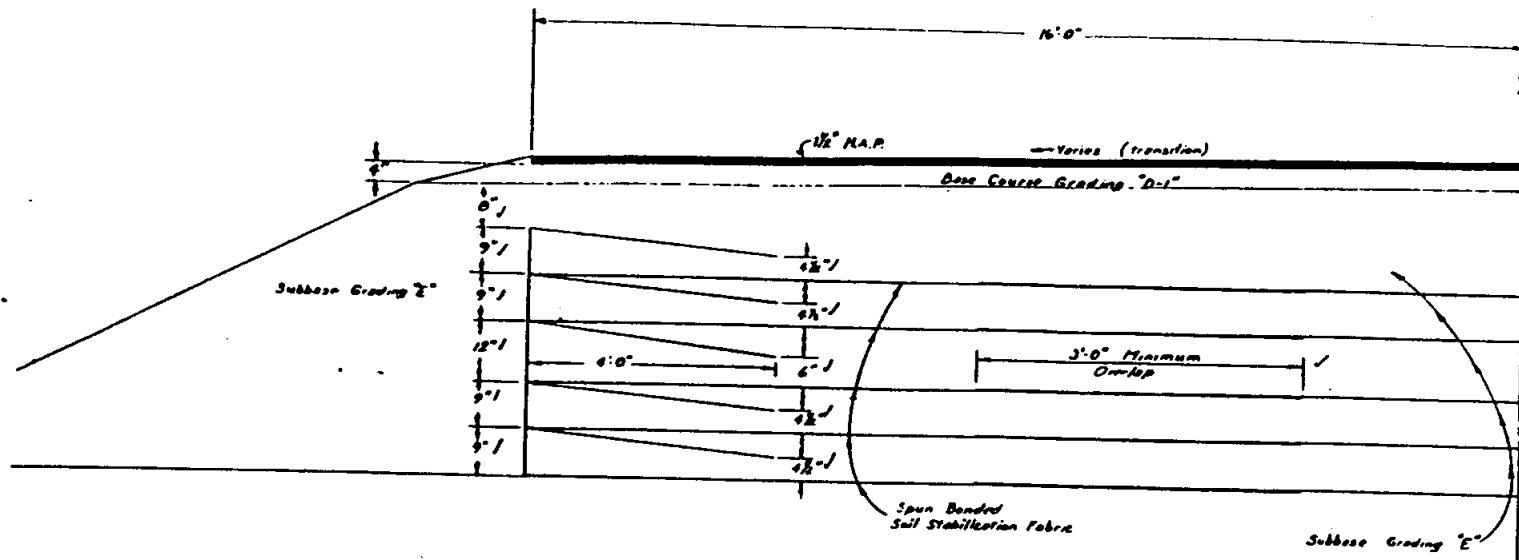 16'-0"
1½" H.A.P.
Varies (transition)
4"
Base Course Grading "D-1"
8"
9"
4½"
Subbase Grading "E"
9"
4½"
12"
4'-0"
6"
3'-0" Minimum
Overlap
9"
4½"
9"
4½"
Spun Bonded
Soil Stabilization Fabric
Subbase Grading "E"